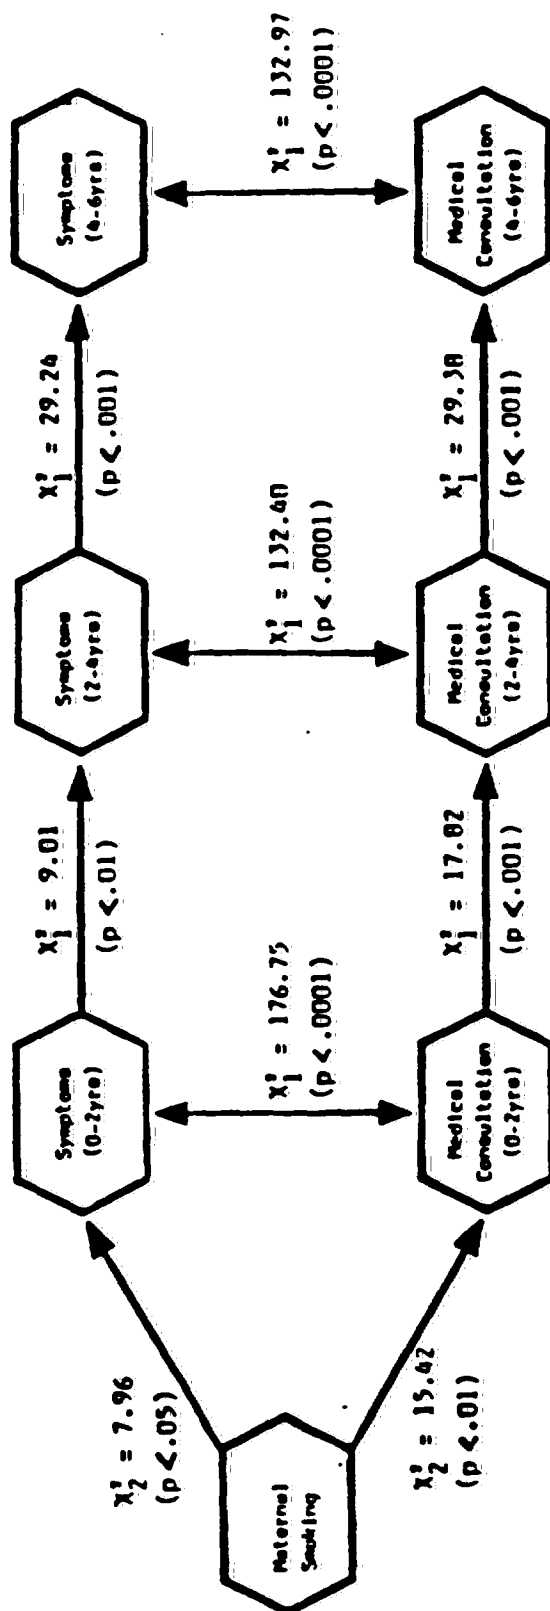 Maternal
Smoking
χ²₂ = 7.96
(p<.05)
χ²₂ = 15.42
(p<.01)
Symptoms
(0-2yrs)
χ²₁ = 176.75
(p<.0001)
Medical
Consultation
(0-2yrs)
χ²₁ = 9.01
(p<.01)
χ²₁ = 17.82
(p<.001)
Symptoms
(2-4yrs)
χ²₁ = 132.40
(p<.0001)
Medical
Consultation
(2-4yrs)
χ²₁ = 29.24
(p<.001)
χ²₁ = 29.38
(p<.001)
Symptoms
(4-6yrs)
χ²₁ = 132.97
(p<.0001)
Medical
Consultation
(4-6yrs)